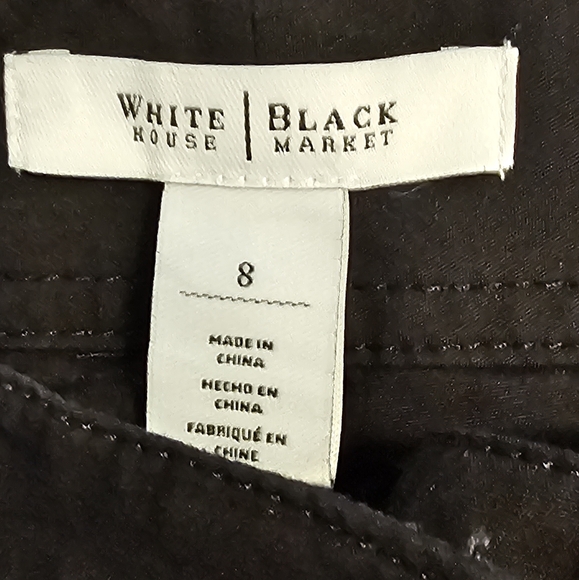 WHITE | BLACK
HOUSE | MARKET
8
MADE IN
CHINA
HECHO EN
CHINA
FABRIQUÉ EN
CHINE